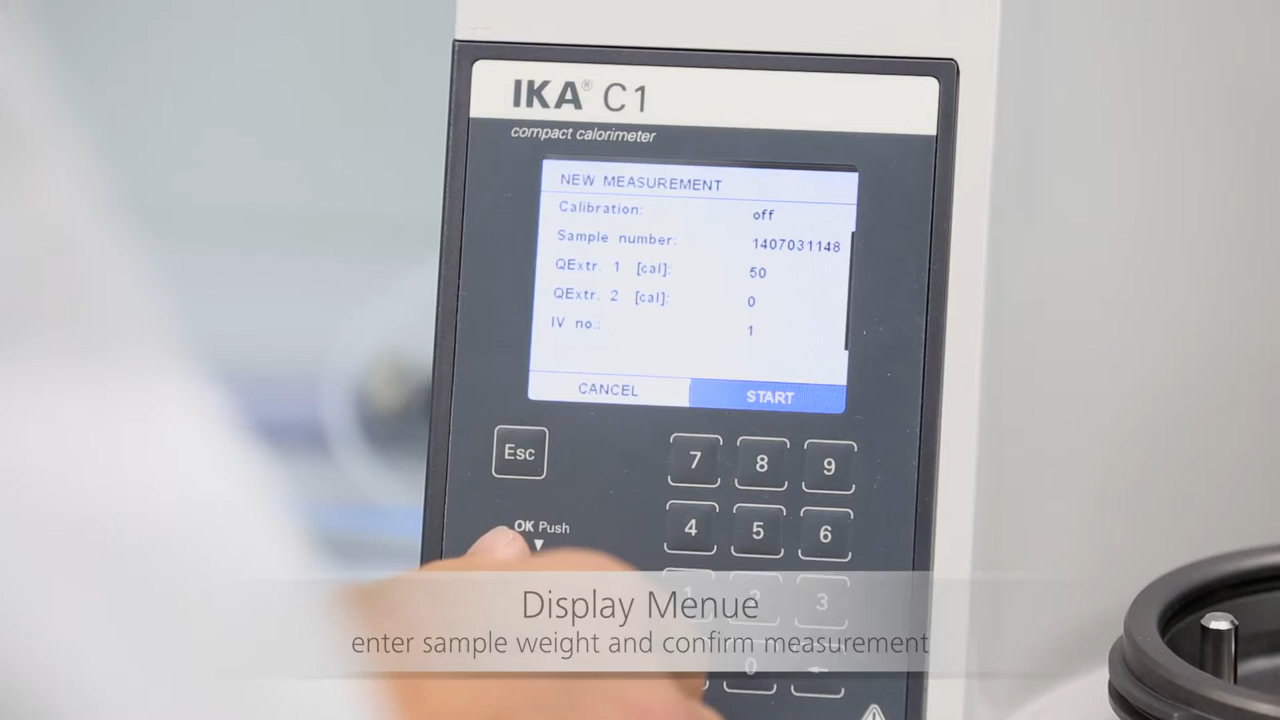 IKA® C1
compact calorimeter
NEW MEASUREMENT
Calibration: off
Sample number: 1407031148
QExtr. 1 [cal]: 50
QExtr. 2 [cal]: 0
IV no.: 1
CANCEL START
Esc
7 8 9
OK Push
4 5 6
1 2 3
Display Menue
enter sample weight and confirm measurement
0